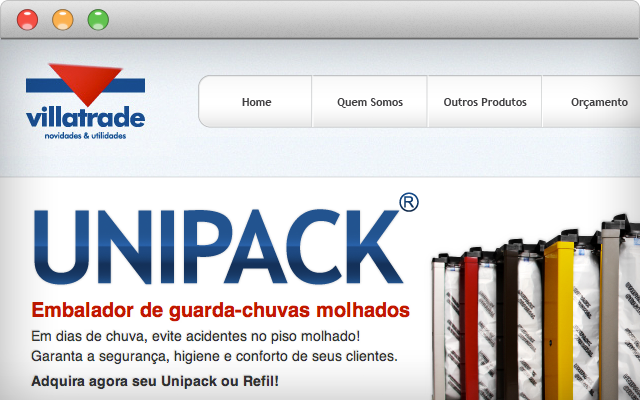 villatrade
novidades & utilidades
Home
Quem Somos
Outros Produtos
Orçamento
UNIPACK®
Embalador de guarda-chuvas molhados
Em dias de chuva, evite acidentes no piso molhado!
Garanta a segurança, higiene e conforto de seus clientes.
Adquira agora seu Unipack ou Refil!